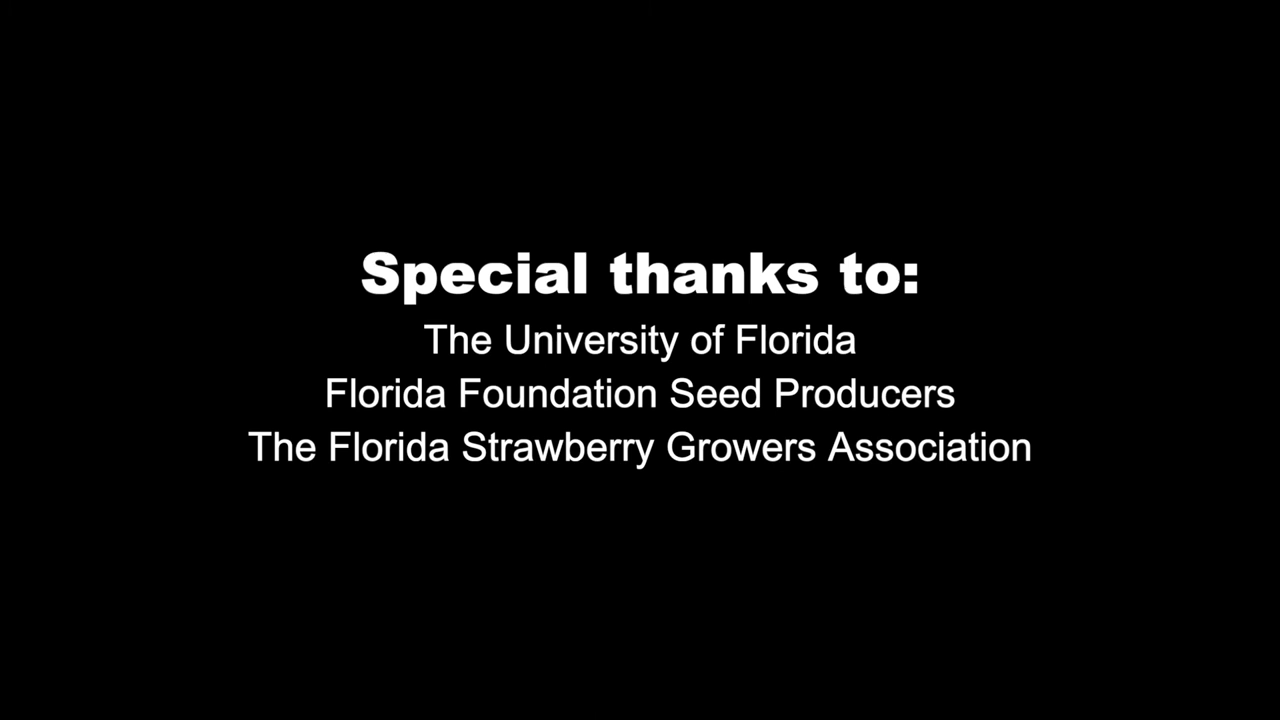 Special thanks to:
The University of Florida
Florida Foundation Seed Producers
The Florida Strawberry Growers Association